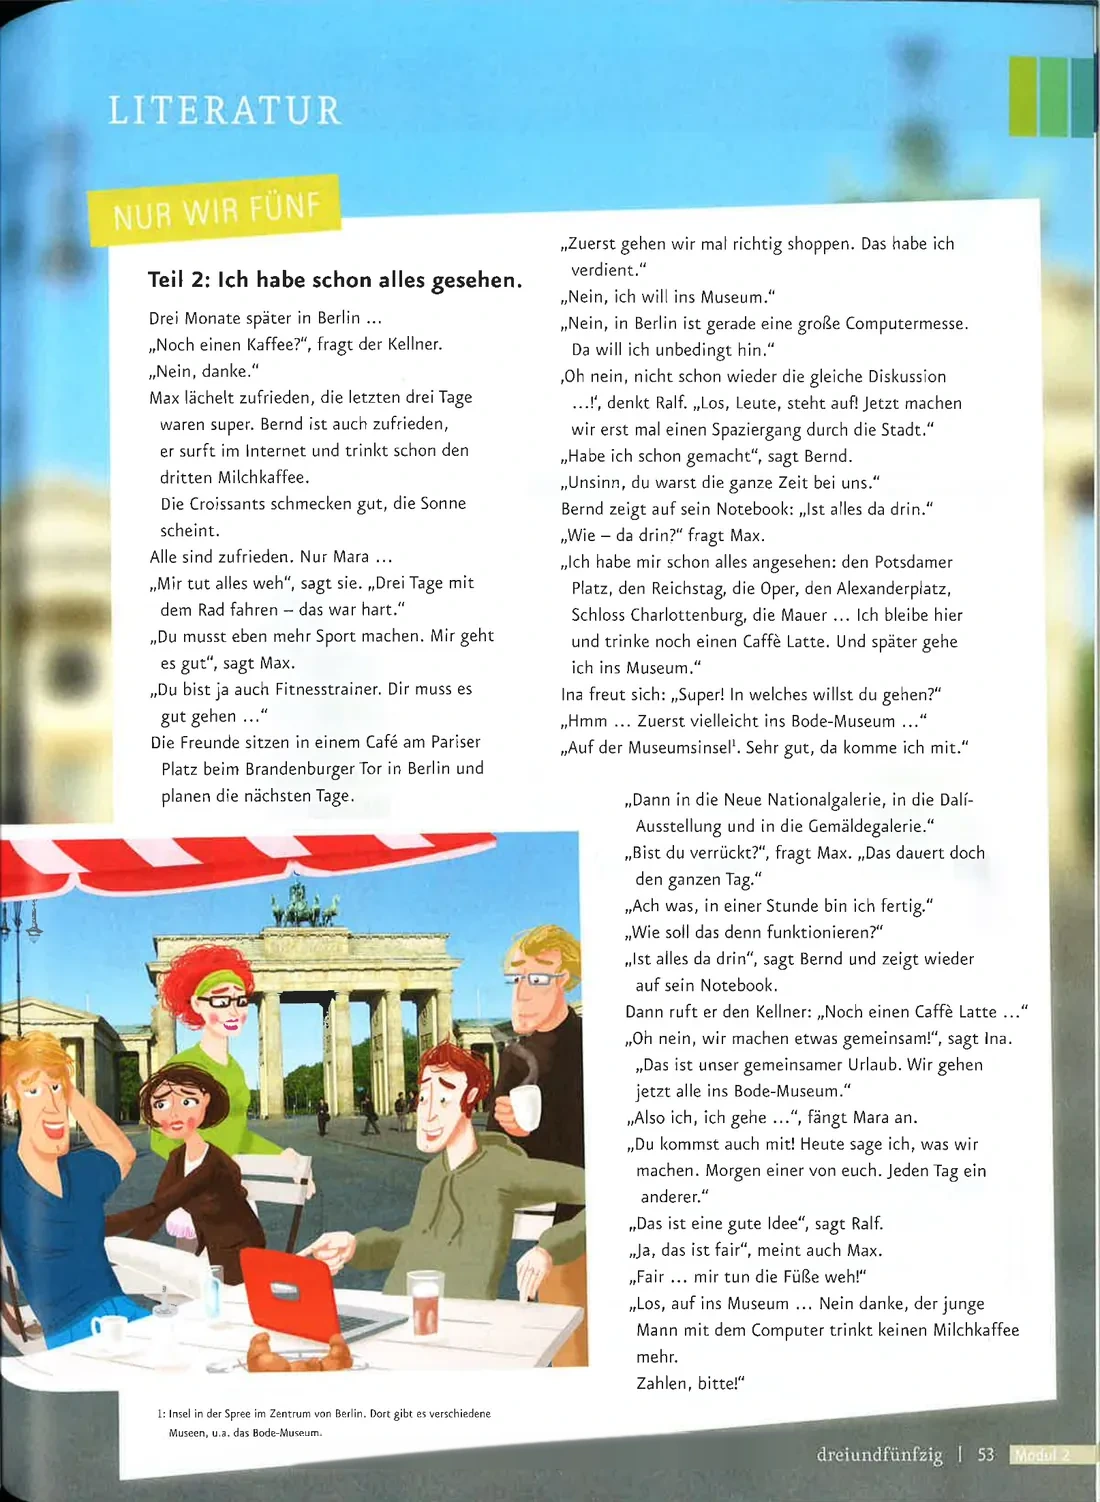 LITERATUR
NUR WIR FÜNF
Teil 2: Ich habe schon alles gesehen.
Drei Monate später in Berlin ...
„Noch einen Kaffee?“, fragt der Kellner.
„Nein, danke.“
Max lächelt zufrieden, die letzten drei Tage
waren super. Bernd ist auch zufrieden,
er surft im Internet und trinkt schon den
dritten Milchkaffee.
Die Croissants schmecken gut, die Sonne
scheint.
Alle sind zufrieden. Nur Mara ...
„Mir tut alles weh“, sagt sie. „Drei Tage mit
dem Rad fahren – das war hart.“
„Du musst eben mehr Sport machen. Mir geht
es gut“, sagt Max.
„Du bist ja auch Fitnesstrainer. Dir muss es
gut gehen ...“
Die Freunde sitzen in einem Café am Pariser
Platz beim Brandenburger Tor in Berlin und
planen die nächsten Tage.
„Zuerst gehen wir mal richtig shoppen. Das habe ich
verdient.“
„Nein, ich will ins Museum.“
„Nein, in Berlin ist gerade eine große Computermesse.
Da will ich unbedingt hin.“
‚Oh nein, nicht schon wieder die gleiche Diskussion
...!‘, denkt Ralf. „Los, Leute, steht auf! Jetzt machen
wir erst mal einen Spaziergang durch die Stadt.“
„Habe ich schon gemacht“, sagt Bernd.
„Unsinn, du warst die ganze Zeit bei uns.“
Bernd zeigt auf sein Notebook: „Ist alles da drin.“
„Wie – da drin?“ fragt Max.
„Ich habe mir schon alles angesehen: den Potsdamer
Platz, den Reichstag, die Oper, den Alexanderplatz,
Schloss Charlottenburg, die Mauer ... Ich bleibe hier
und trinke noch einen Caffè Latte. Und später gehe
ich ins Museum.“
Ina freut sich: „Super! In welches willst du gehen?“
„Hmm ... Zuerst vielleicht ins Bode-Museum ...“
„Auf der Museumsinsel¹. Sehr gut, da komme ich mit.“
„Dann in die Neue Nationalgalerie, in die Dalí-
Ausstellung und in die Gemäldegalerie.“
„Bist du verrückt?“, fragt Max. „Das dauert doch
den ganzen Tag.“
„Ach was, in einer Stunde bin ich fertig.“
„Wie soll das denn funktionieren?“
„Ist alles da drin“, sagt Bernd und zeigt wieder
auf sein Notebook.
Dann ruft er den Kellner: „Noch einen Caffè Latte ...“
„Oh nein, wir machen etwas gemeinsam!“, sagt Ina.
„Das ist unser gemeinsamer Urlaub. Wir gehen
jetzt alle ins Bode-Museum.“
„Also ich, ich gehe ...“, fängt Mara an.
„Du kommst auch mit! Heute sage ich, was wir
machen. Morgen einer von euch. Jeden Tag ein
anderer.“
„Das ist eine gute Idee“, sagt Ralf.
„Ja, das ist fair“, meint auch Max.
„Fair ... mir tun die Füße weh!“
„Los, auf ins Museum ... Nein danke, der junge
Mann mit dem Computer trinkt keinen Milchkaffee
mehr.
Zahlen, bitte!“
1: Insel in der Spree im Zentrum von Berlin. Dort gibt es verschiedene
Museen, u.a. das Bode-Museum.
dreiundfünfzig | 53 Modul 2